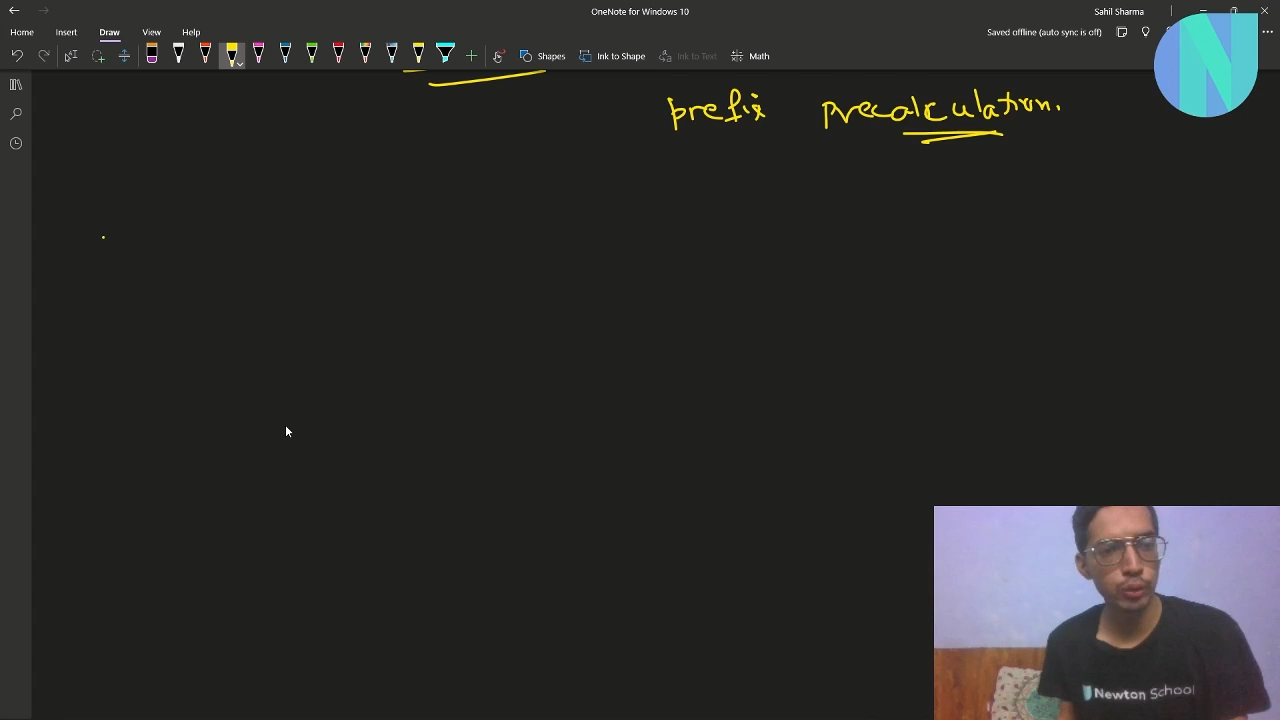 OneNote for Windows 10
Sahil Sharma
Home Insert Draw View Help
Saved offline (auto sync is off)
Shapes Ink to Shape Ink to Text Math
prefix precalculation.
Newton School